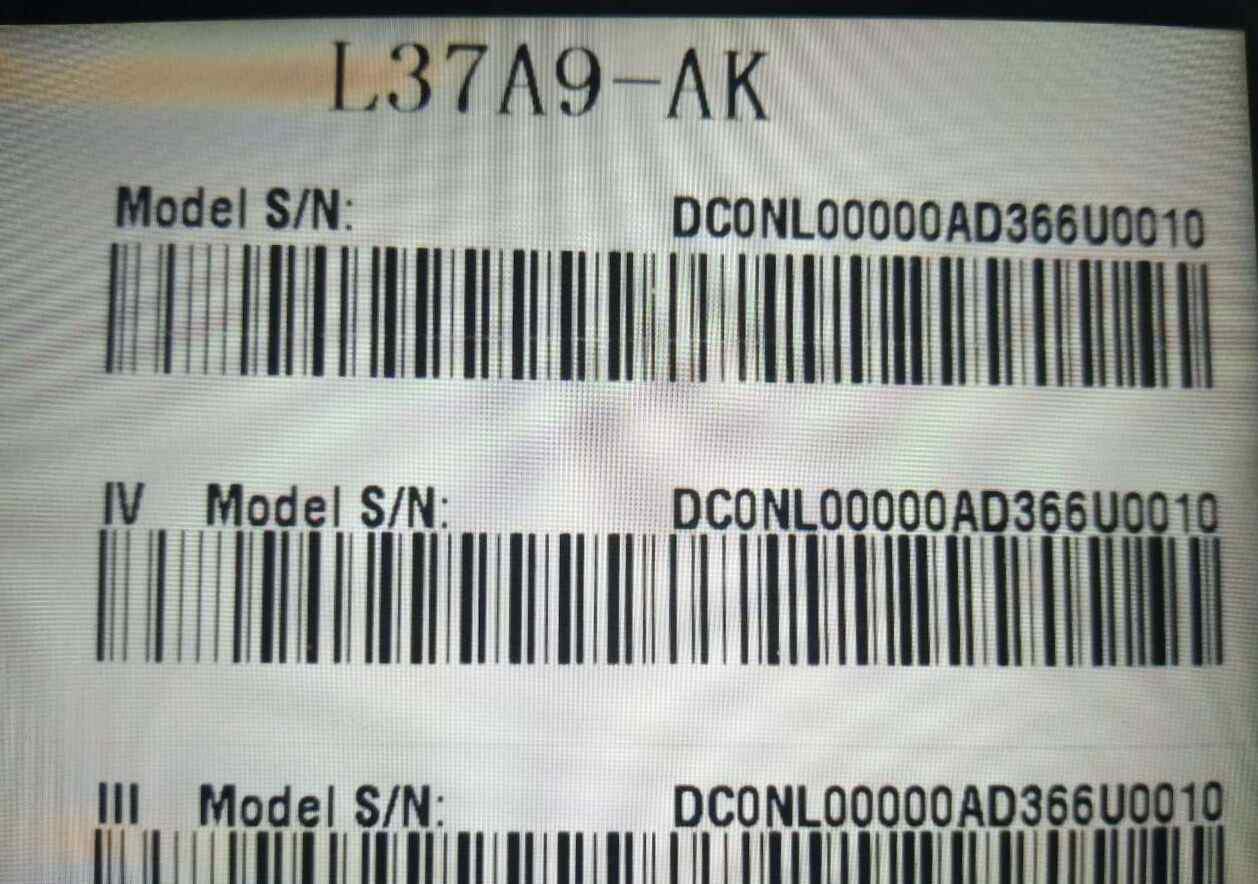 L37A9-AK
Model S/N: DC0NL00000AD366U0010
IV Model S/N: DC0NL00000AD366U0010
III Model S/N: DC0NL00000AD366U0010